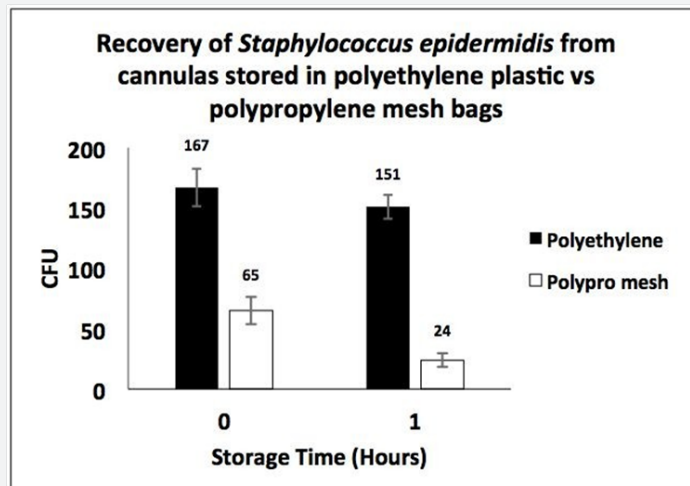 Recovery of Staphylococcus epidermidis from
cannulas stored in polyethylene plastic vs
polypropylene mesh bags
200
150
100
50
0
CFU
167
65
151
24
0
1
Storage Time (Hours)
Polyethylene
Polypro mesh